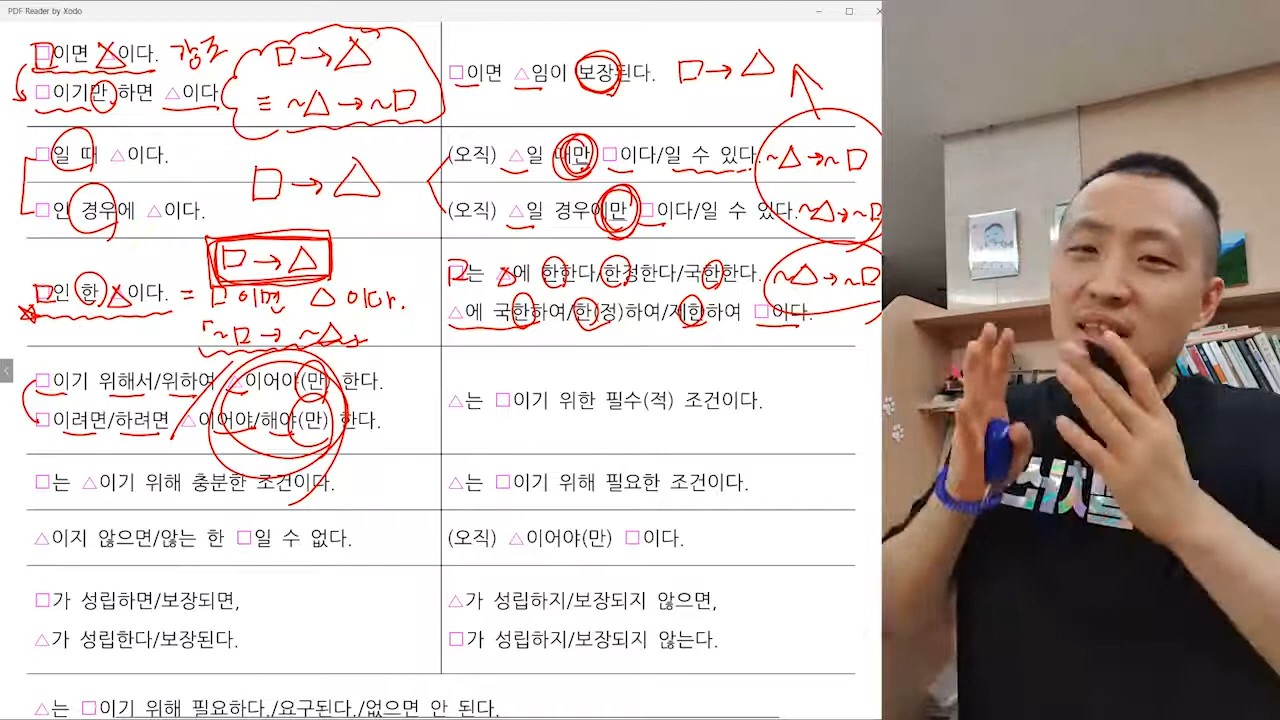 PDF Reader by Xodo
□이면 △이다. 강조
□→△
□이기만 하면 △이다
≡ ~△→~□
□이면 △임이 보장된다. □→△
□일 때 △이다.
□→△
(오직) △일 때만 □이다/일 수 있다. ~△→~□
□인 경우에 △이다.
(오직) △일 경우에만 □이다/일 수 있다. ~△→~□
□→△
□인 한, △이다. = □이면 △이다.
~□→~△
□는 △에 한한다/한정한다/국한한다. ~△→~□
△에 국한하여/한(정)하여/제한하여 □이다.
□이기 위해서/위하여 △이어야(만) 한다.
□이려면/하려면 △이어야/해야(만) 한다.
△는 □이기 위한 필수(적) 조건이다.
□는 △이기 위해 충분한 조건이다.
△는 □이기 위해 필요한 조건이다.
△이지 않으면/않는 한 □일 수 없다.
(오직) △이어야(만) □이다.
□가 성립하면/보장되면,
△가 성립한다/보장된다.
△가 성립하지/보장되지 않으면,
□가 성립하지/보장되지 않는다.
△는 □이기 위해 필요하다./요구된다./없으면 안 된다.